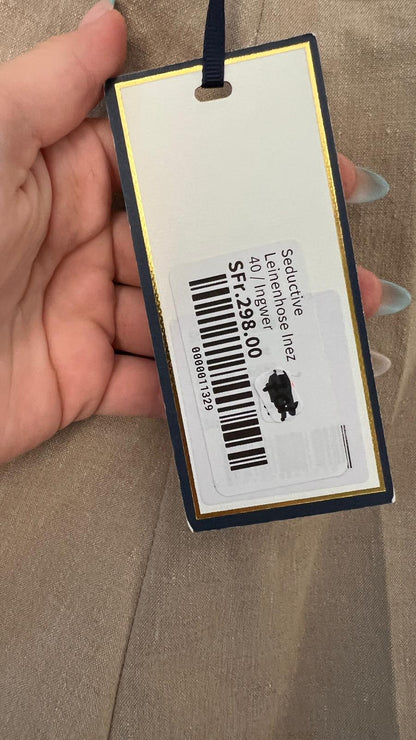 Seductive
Leinenhose Inez
40 / Ingwer
SFr.298.00
0000011329